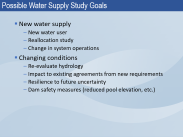 Possible Water Supply Study Goals
• New water supply
– New water user
– Reallocation study
– Change in system operations
• Changing conditions
– Re-evaluate hydrology
– Impact to existing agreements from new requirements
– Resilience to future uncertainty
– Dam safety measures (reduced pool elevation, etc.)